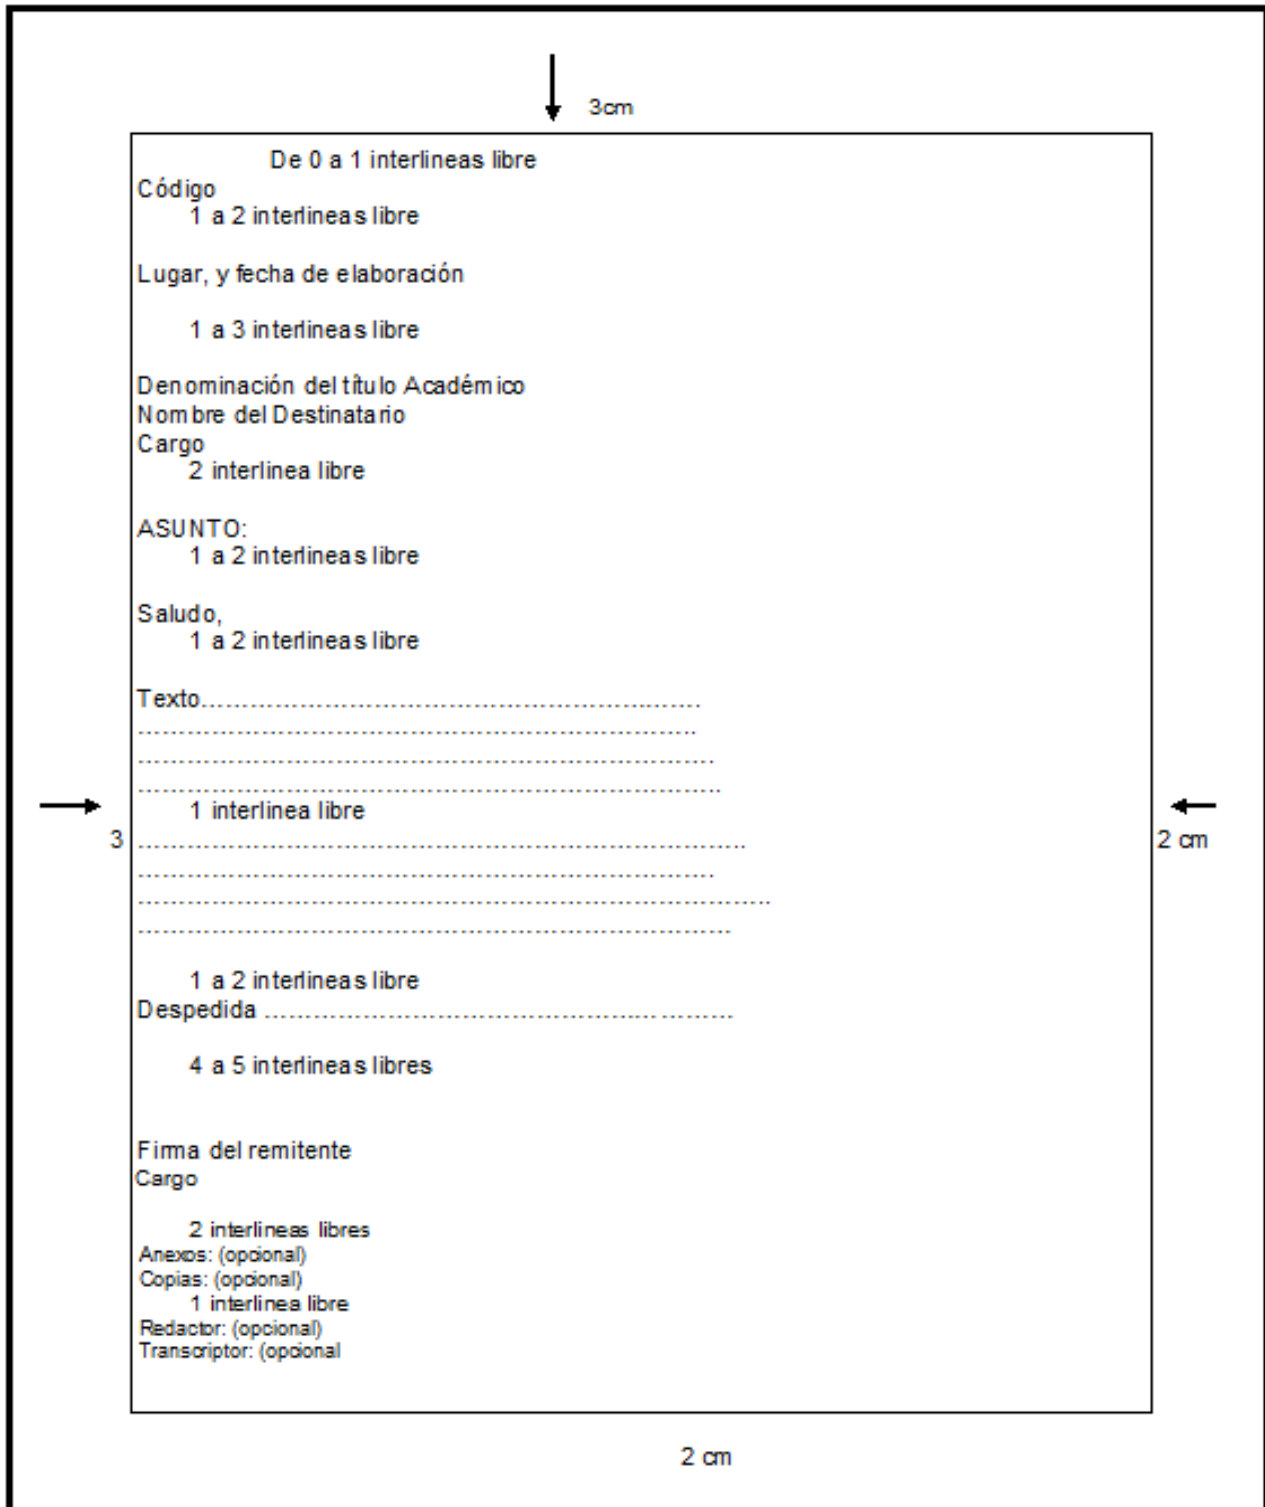 3cm
De 0 a 1 interlineas libre
Código
1 a 2 interlineas libre
Lugar, y fecha de elaboración
1 a 3 interlineas libre
Denominación del título Académico
Nombre del Destinatario
Cargo
2 interlinea libre
ASUNTO:
1 a 2 interlineas libre
Saludo,
1 a 2 interlineas libre
Texto……………………………………………………….
…………………………………………………………..
…………………………………………………………….
……………………………………………………………..
1 interlinea libre
3 ……………………………………………………………….. 2 cm
…………………………………………………………….
…………………………………………………………………..
………………………………………………………………
1 a 2 interlineas libre
Despedida …………………………………………………
4 a 5 interlineas libres
Firma del remitente
Cargo
2 interlineas libres
Anexos: (opcional)
Copias: (opcional)
1 interlinea libre
Redactor: (opcional)
Transcriptor: (opcional
2 cm